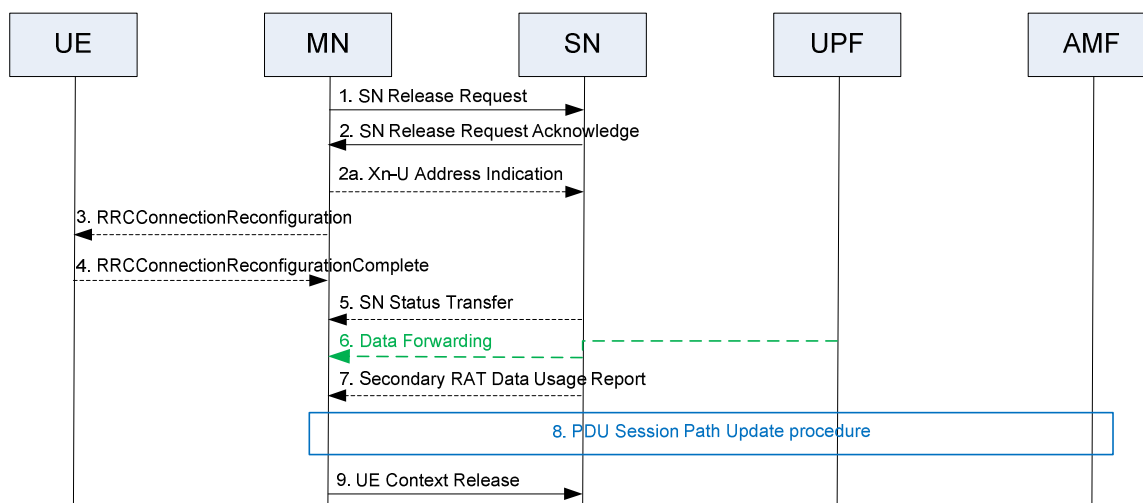 UE
MN
SN
UPF
AMF
1. SN Release Request
2. SN Release Request Acknowledge
2a. Xn-U Address Indication
3. RRCConnectionReconfiguration
4. RRCConnectionReconfigurationComplete
5. SN Status Transfer
6. Data Forwarding
7. Secondary RAT Data Usage Report
8. PDU Session Path Update procedure
9. UE Context Release